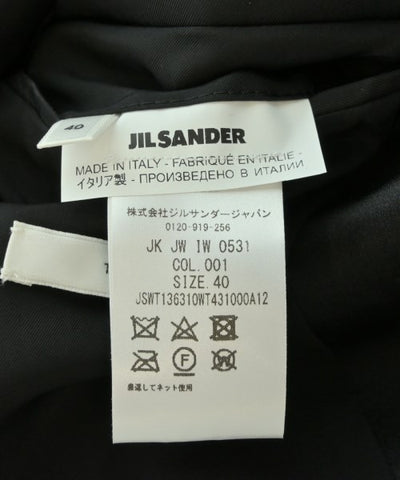 40
JIL SANDER
MADE IN ITALY - FABRIQUÉ EN ITALIE -
イタリア製 - ПРОИЗВЕДЕНО В ИТАЛИИ
株式会社ジルサンダージャパン
0120-919-256
JK JW IW 0531
COL.001
SIZE.40
JSWT136310WT431000A12
F
裏返してネット使用